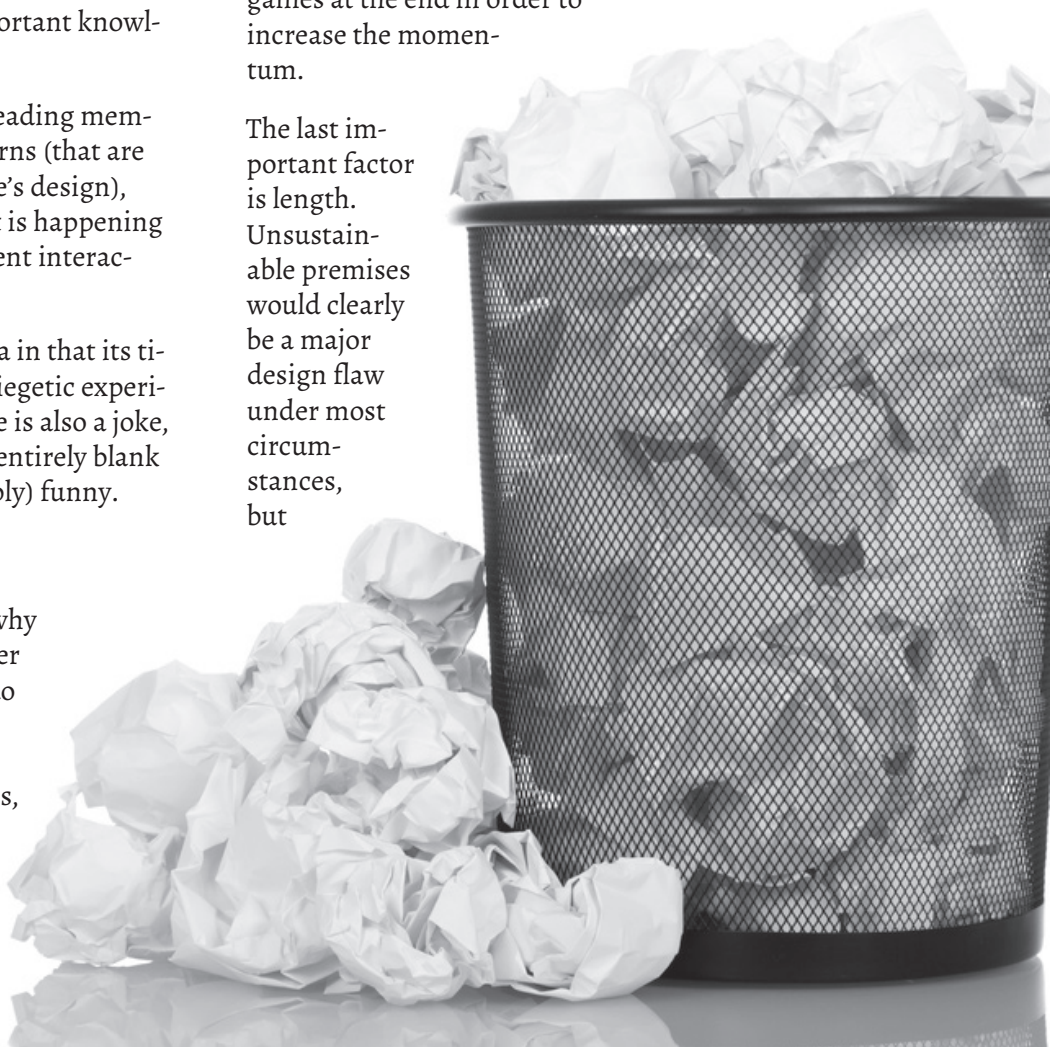 ortant knowl-
eading mem-
rns (that are
e’s design),
t is happening
ent interac-
a in that its ti-
iegetic experi-
e is also a joke,
entirely blank
ly) funny.
why
er
o
s,
games at the end in order to
increase the momen-
tum.
The last im-
portant factor
is length.
Unsustain-
able premises
would clearly
be a major
design flaw
under most
circum-
stances,
but